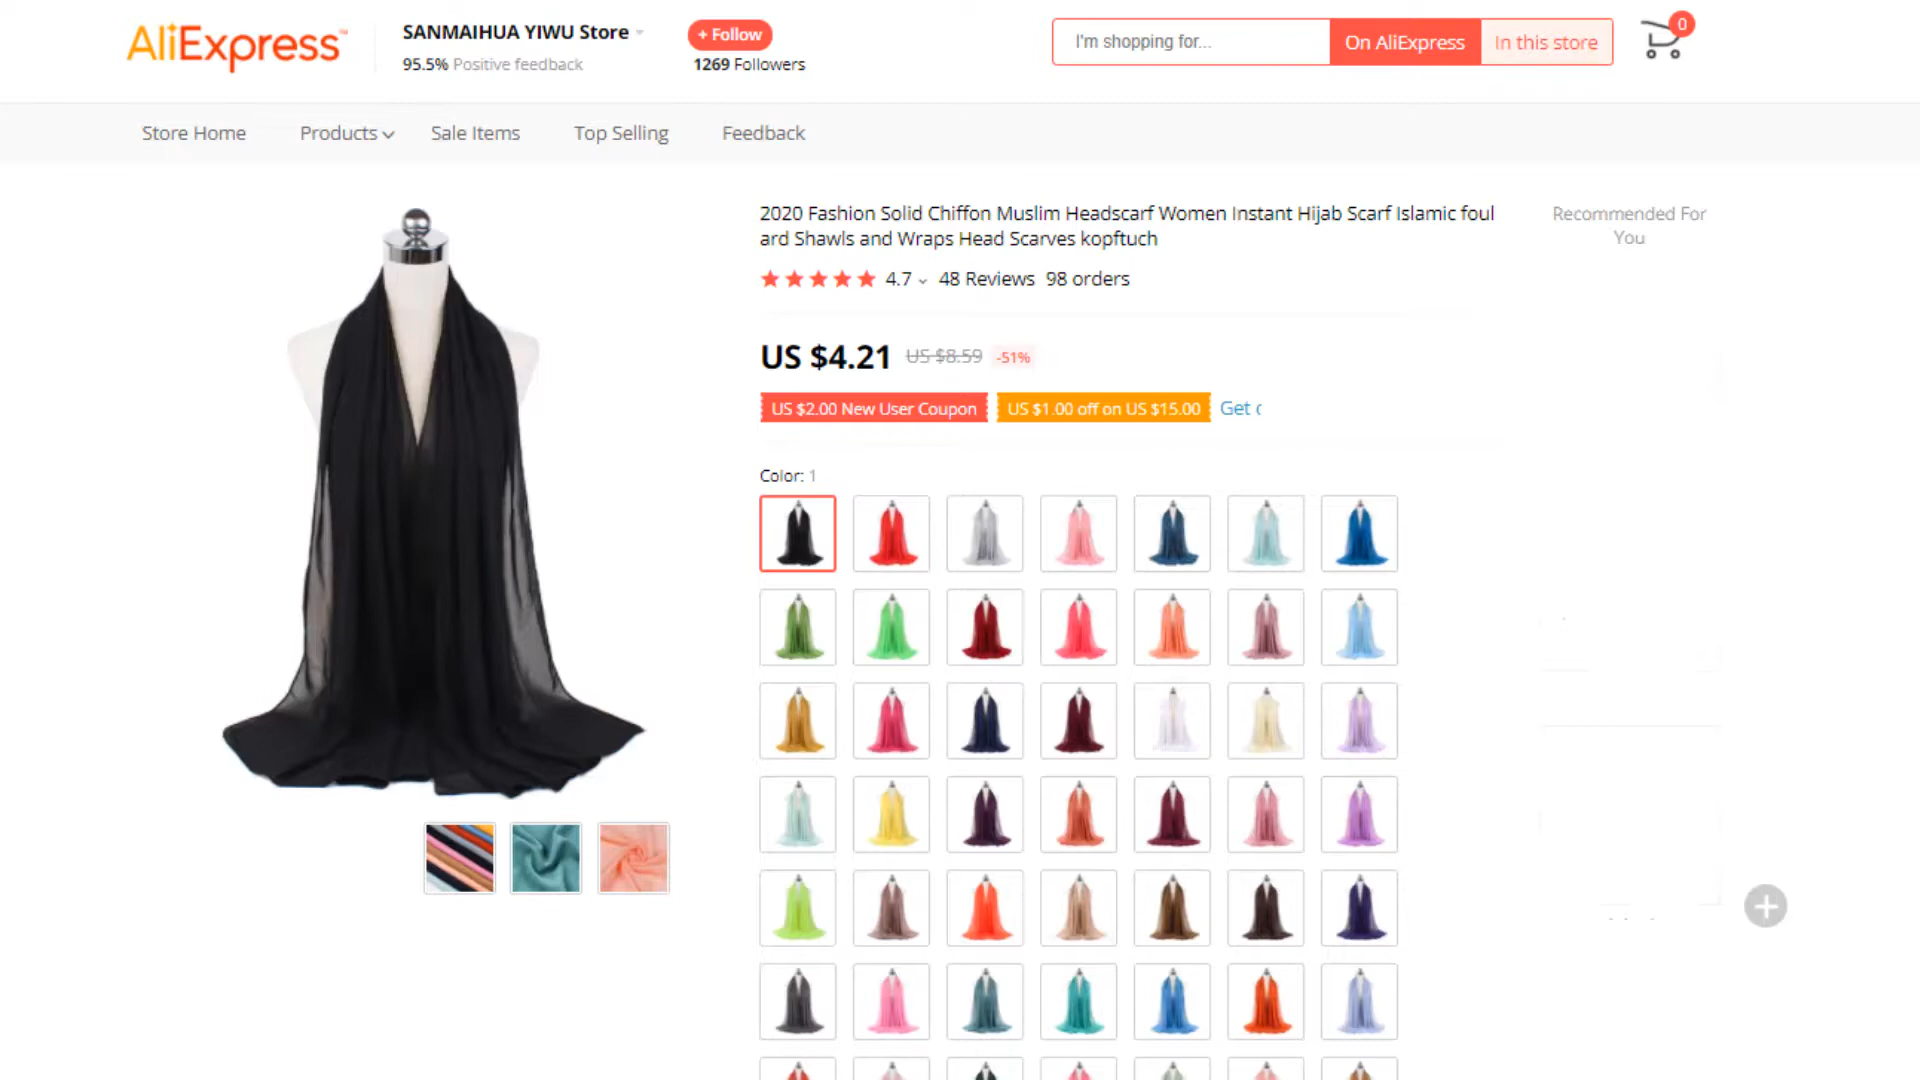 AliExpress™
SANMAIHUA YIWU Store
95.5% Positive feedback
+ Follow
1269 Followers
I'm shopping for...
On AliExpress
In this store
0
Store Home
Products
Sale Items
Top Selling
Feedback
2020 Fashion Solid Chiffon Muslim Headscarf Women Instant Hijab Scarf Islamic foul
ard Shawls and Wraps Head Scarves kopftuch
4.7 48 Reviews 98 orders
US $4.21 US $8.59 -51%
US $2.00 New User Coupon
US $1.00 off on US $15.00
Get
Color: 1
Recommended For
You